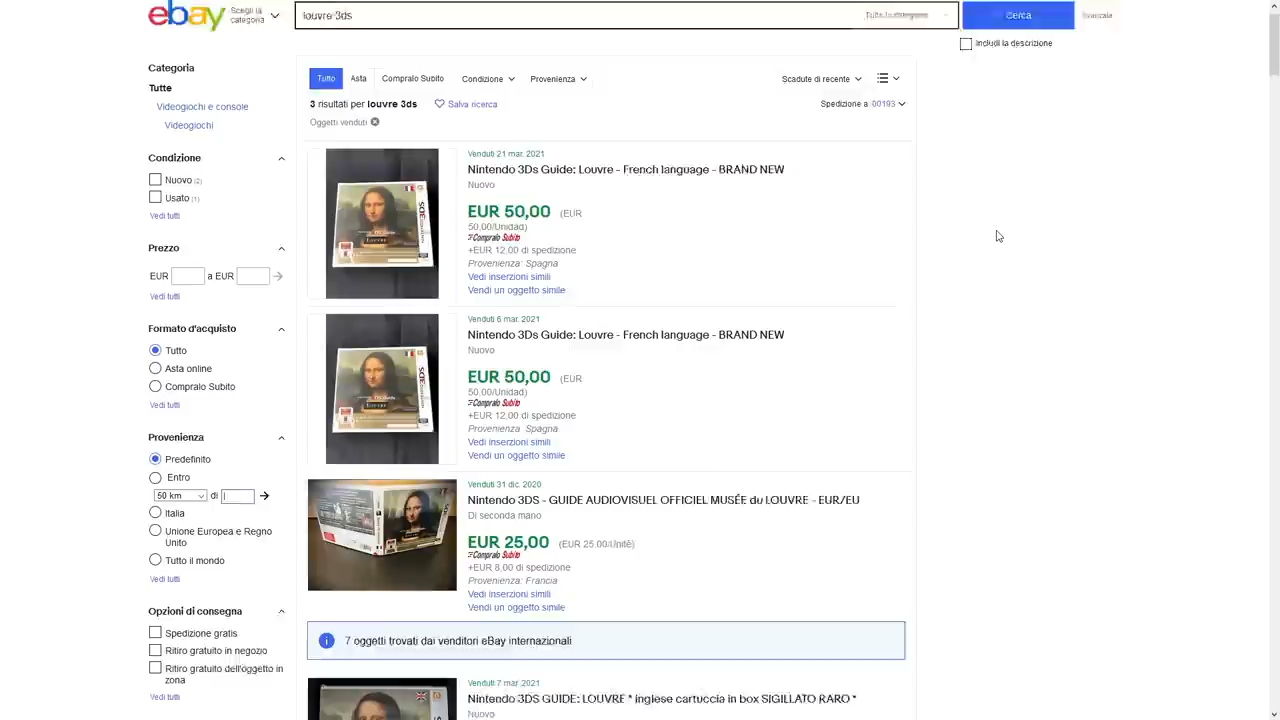 ebay
Scegli la categoria
louvre 3ds
Tutte le categorie
Cerca
Avanzata
Includi la descrizione
Categoria
Tutte
Videogiochi e console
Videogiochi
Condizione
Nuovo (2)
Usato (1)
Vedi tutti
Prezzo
EUR a EUR
Vedi tutti
Formato d'acquisto
Tutto
Asta online
Compralo Subito
Vedi tutti
Provenienza
Predefinito
Entro
50 km di
Italia
Unione Europea e Regno
Unito
Tutto il mondo
Vedi tutti
Opzioni di consegna
Spedizione gratis
Ritiro gratuito in negozio
Ritiro gratuito dell'oggetto in
zona
Vedi tutti
Tutto Asta Compralo Subito Condizione Provenienza Scadute di recente
3 risultati per louvre 3ds Salva ricerca Spedizione a 00193
Oggetti venduti
Venduti 21 mar. 2021
Nintendo 3Ds Guide: Louvre - French language - BRAND NEW
Nuovo
EUR 50,00 (EUR
50,00/Unidad)
Compralo Subito
+EUR 12,00 di spedizione
Provenienza: Spagna
Vedi inserzioni simili
Vendi un oggetto simile
Venduti 6 mar. 2021
Nintendo 3Ds Guide: Louvre - French language - BRAND NEW
Nuovo
EUR 50,00 (EUR
50,00/Unidad)
Compralo Subito
+EUR 12,00 di spedizione
Provenienza: Spagna
Vedi inserzioni simili
Vendi un oggetto simile
Venduti 31 dic. 2020
Nintendo 3DS - GUIDE AUDIOVISUEL OFFICIEL MUSÉE du LOUVRE - EUR/EU
Di seconda mano
EUR 25,00 (EUR 25.00/Unité)
Compralo Subito
+EUR 8,00 di spedizione
Provenienza: Francia
Vedi inserzioni simili
Vendi un oggetto simile
7 oggetti trovati dai venditori eBay internazionali
Venduti 7 mar. 2021
Nintendo 3DS GUIDE: LOUVRE * inglese cartuccia in box SIGILLATO RARO *
Nuovo